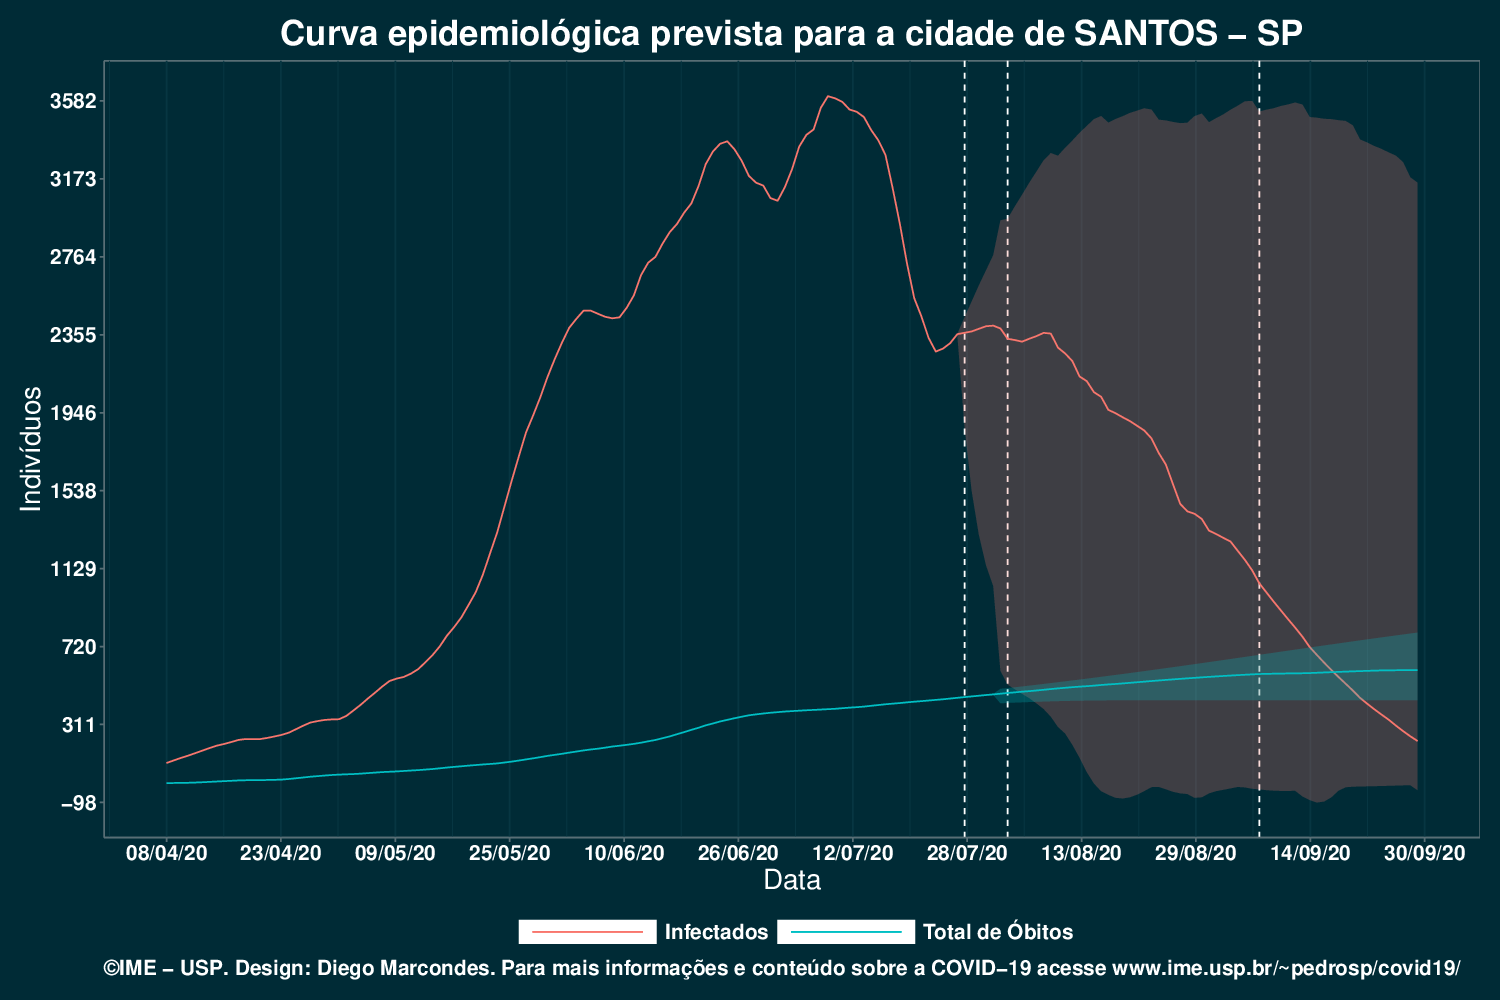 Curva epidemiológica prevista para a cidade de SANTOS – SP
3582
3173
2764
2355
1946
1538
1129
720
311
–98
Indivíduos
08/04/20 23/04/20 09/05/20 25/05/20 10/06/20 26/06/20 12/07/20 28/07/20 13/08/20 29/08/20 14/09/20 30/09/20
Data
Infectados Total de Óbitos
©IME – USP. Design: Diego Marcondes. Para mais informações e conteúdo sobre a COVID–19 acesse www.ime.usp.br/~pedrosp/covid19/